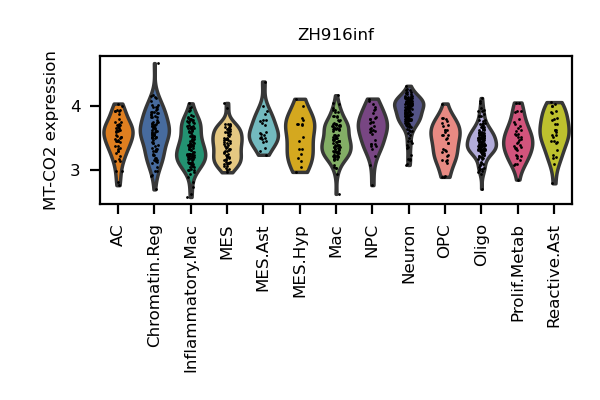 ZH916inf
MT-CO2 expression
4
3
AC
Chromatin.Reg
Inflammatory.Mac
MES
MES.Ast
MES.Hyp
Mac
NPC
Neuron
OPC
Oligo
Prolif.Metab
Reactive.Ast